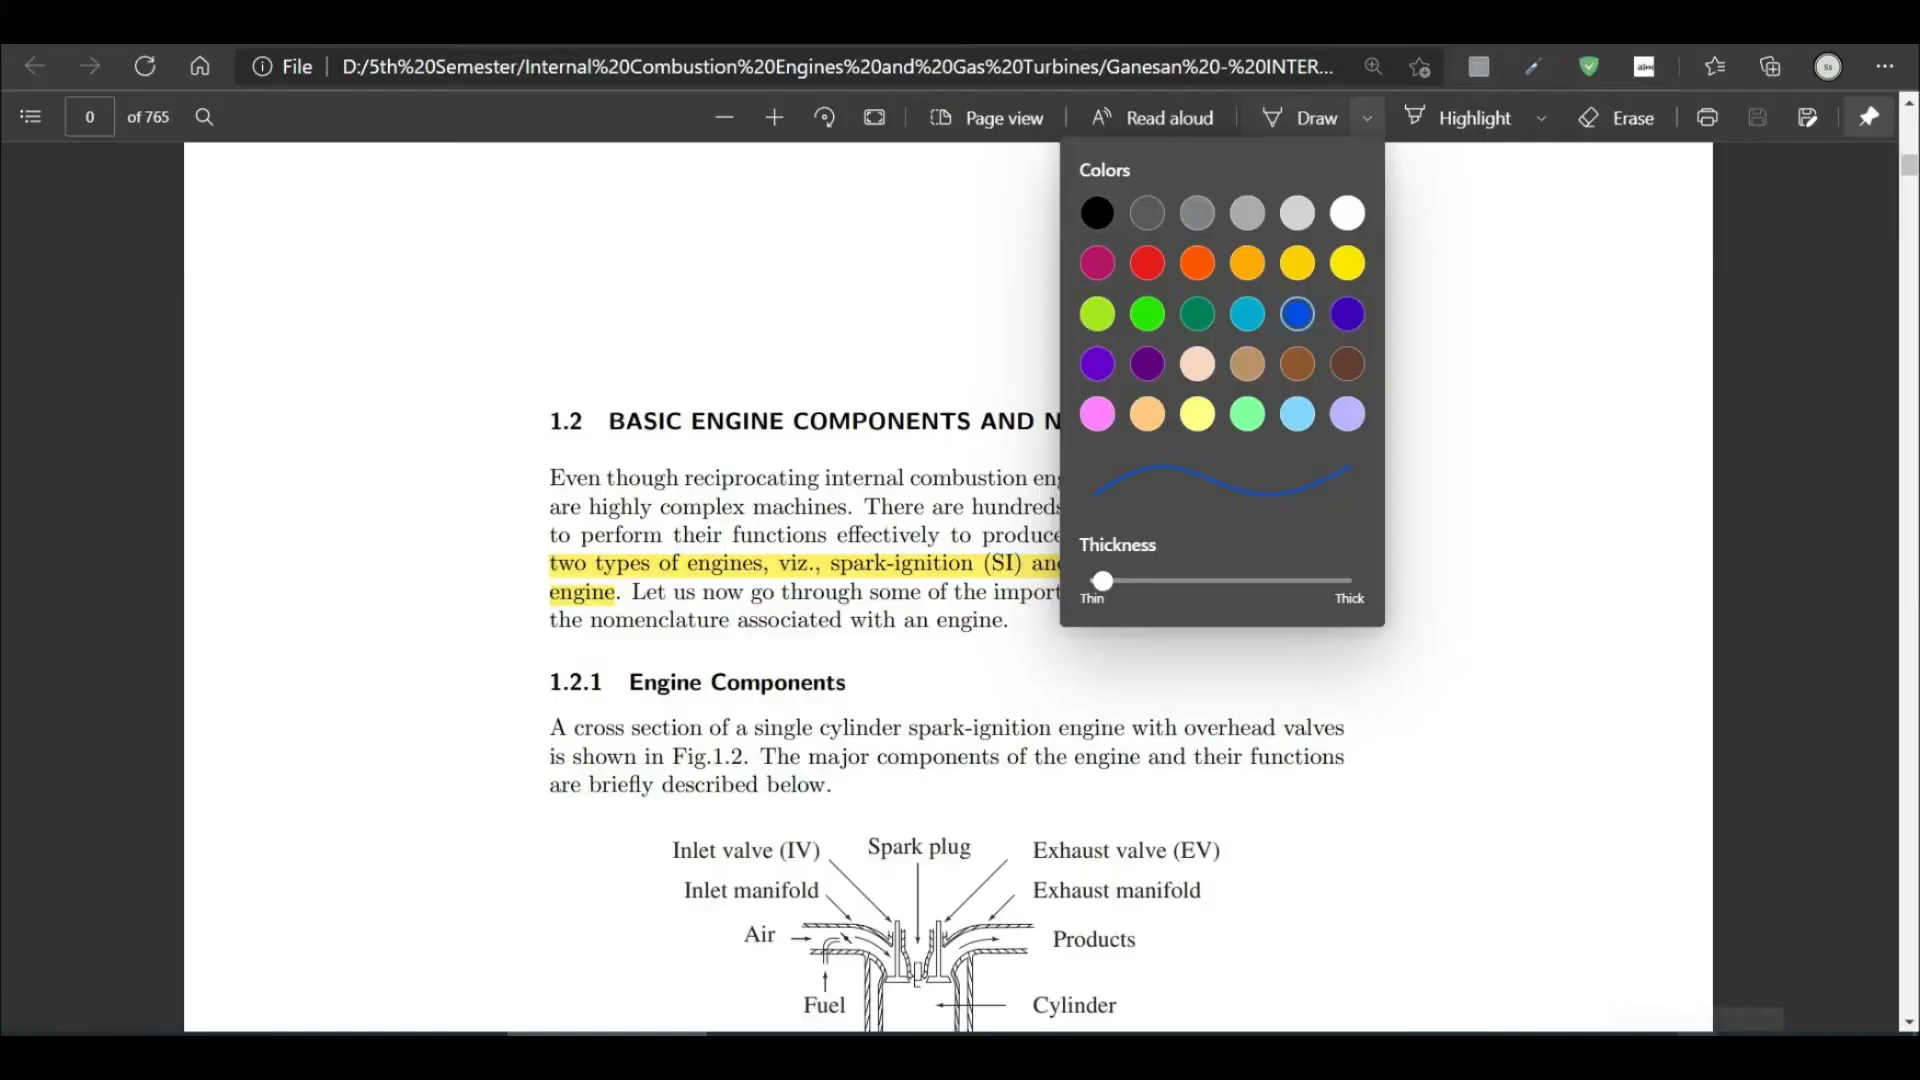 File D:/5th%20Semester/Internal%20Combustion%20Engines%20and%20Gas%20Turbines/Ganesan%20-%20INTER...
0 of 765 Page view Read aloud Draw Highlight Erase
Colors
Thickness
Thin Thick
1.2 BASIC ENGINE COMPONENTS AND N
Even though reciprocating internal combustion eng
are highly complex machines. There are hundreds
to perform their functions effectively to produce
two types of engines, viz., spark-ignition (SI) and
engine. Let us now go through some of the import
the nomenclature associated with an engine.
1.2.1 Engine Components
A cross section of a single cylinder spark-ignition engine with overhead valves
is shown in Fig.1.2. The major components of the engine and their functions
are briefly described below.
Inlet valve (IV) Spark plug Exhaust valve (EV)
Inlet manifold Exhaust manifold
Air Products
Fuel Cylinder